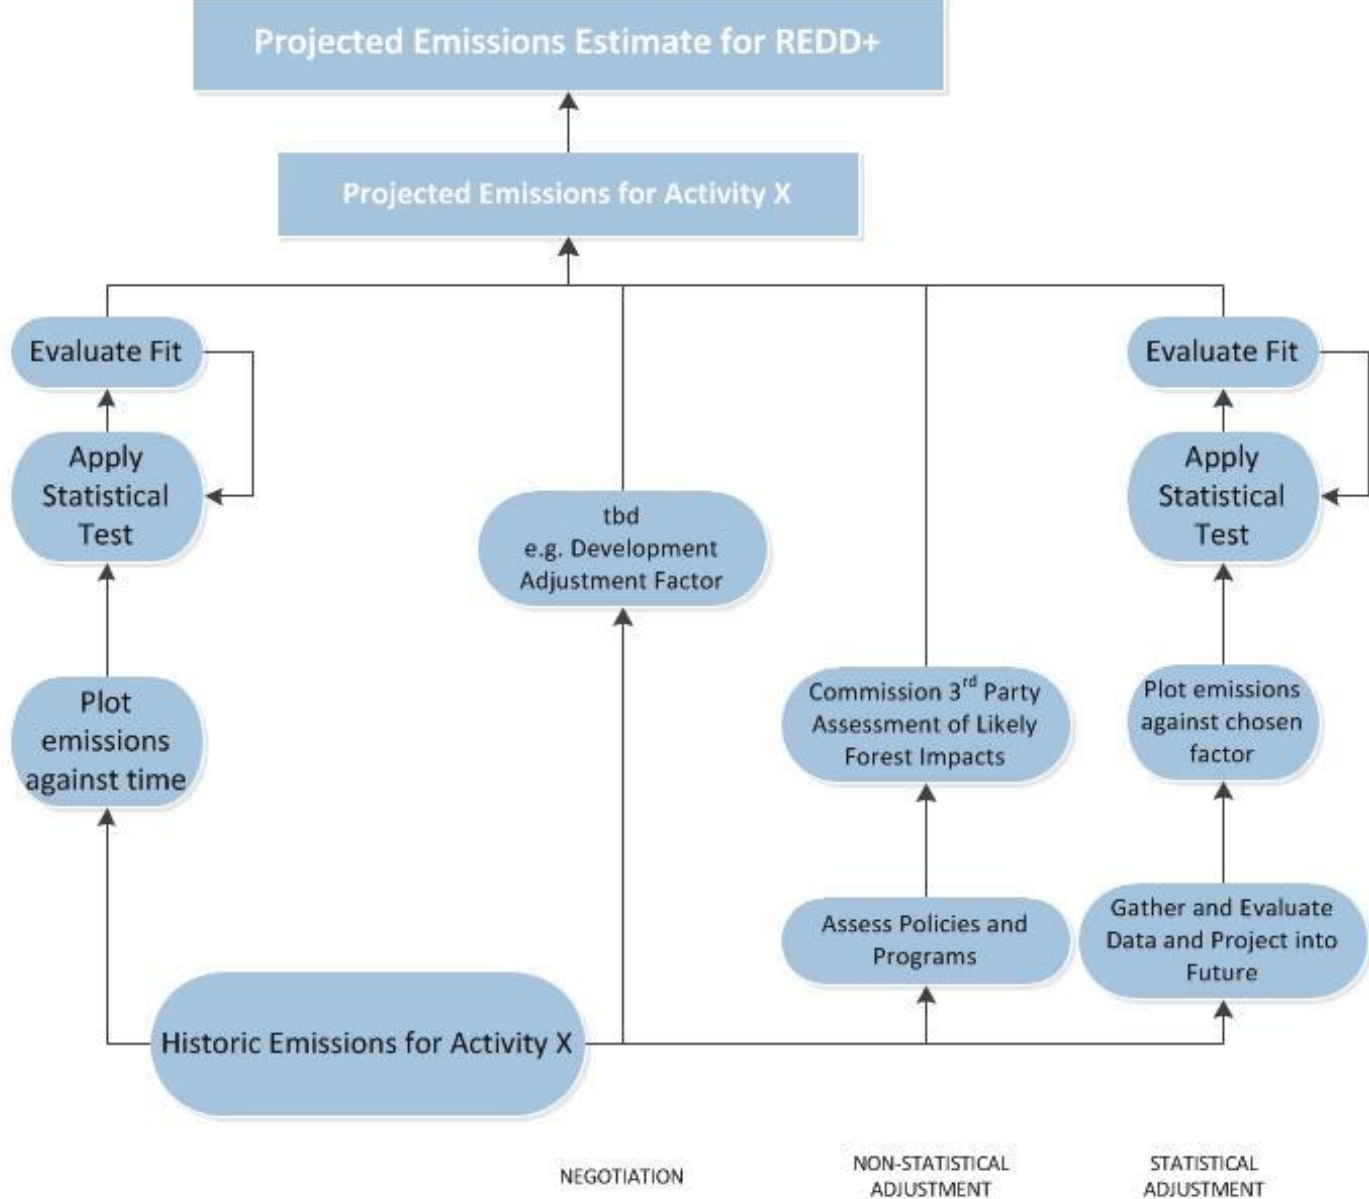 Projected Emissions Estimate for REDD+
Projected Emissions for Activity X
Evaluate Fit
Evaluate Fit
Apply
Statistical
Test
Apply
Statistical
Test
tbd
e.g. Development
Adjustment Factor
Plot
emissions
against time
Commission 3rd Party
Assessment of Likely
Forest Impacts
Plot emissions
against chosen
factor
Assess Policies and
Programs
Gather and Evaluate
Data and Project into
Future
Historic Emissions for Activity X
NEGOTIATION
NON-STATISTICAL
ADJUSTMENT
STATISTICAL
ADJUSTMENT